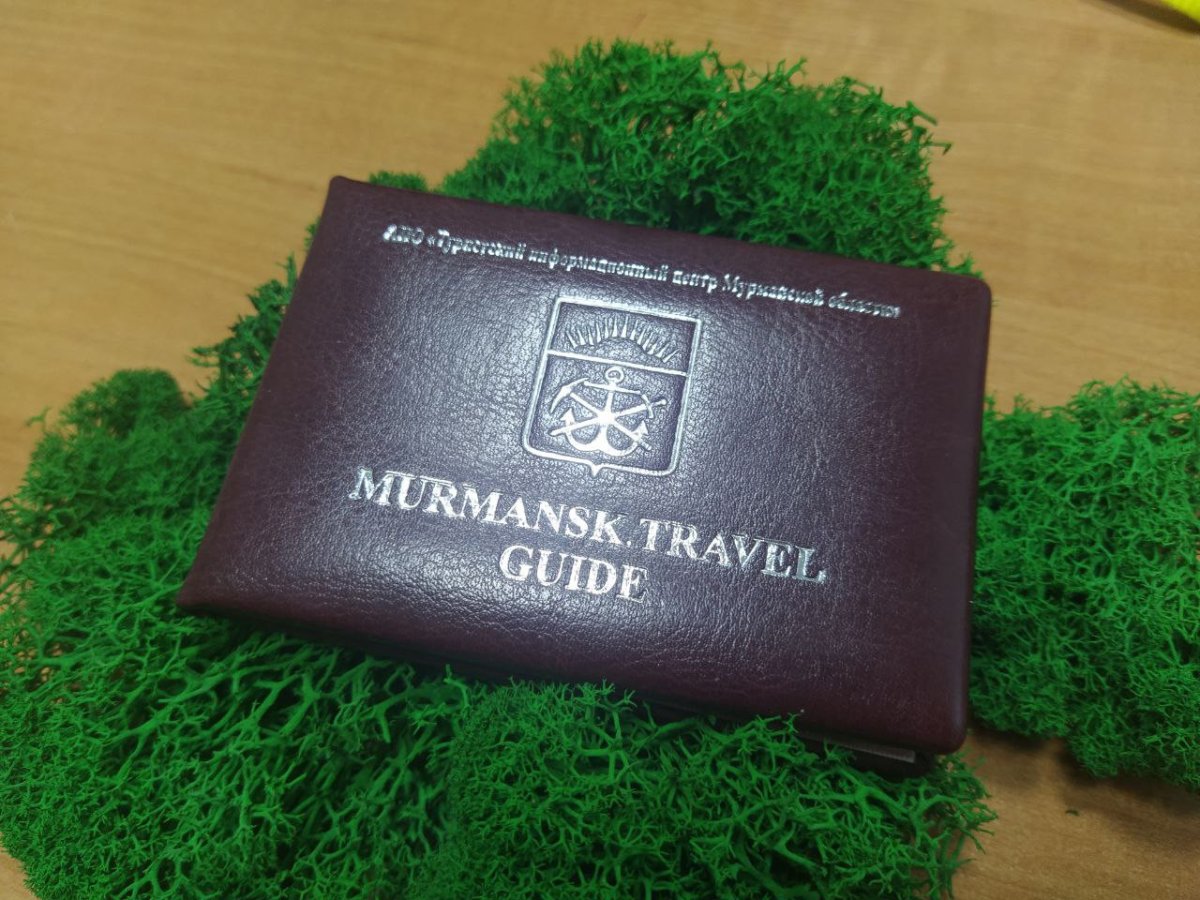 АНО «Туристский информационный центр Мурманской области»
MURMANSK.TRAVEL
GUIDE